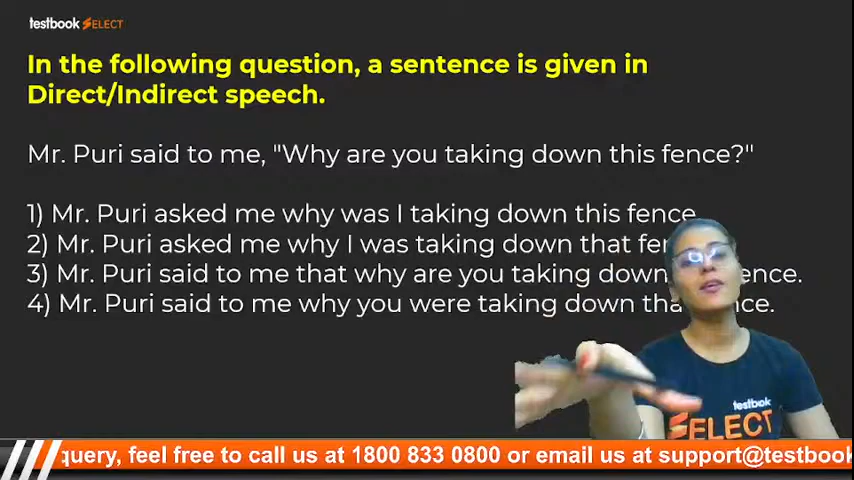 testbook SELECT
In the following question, a sentence is given in
Direct/Indirect speech.
Mr. Puri said to me, "Why are you taking down this fence?"
1) Mr. Puri asked me why was I taking down this fence
2) Mr. Puri asked me why I was taking down that
3) Mr. Puri said to me that why are you taking down
4) Mr. Puri said to me why you were taking down
testbook
SELECT
query, feel free to call us at 1800 833 0800 or email us at support@testbook